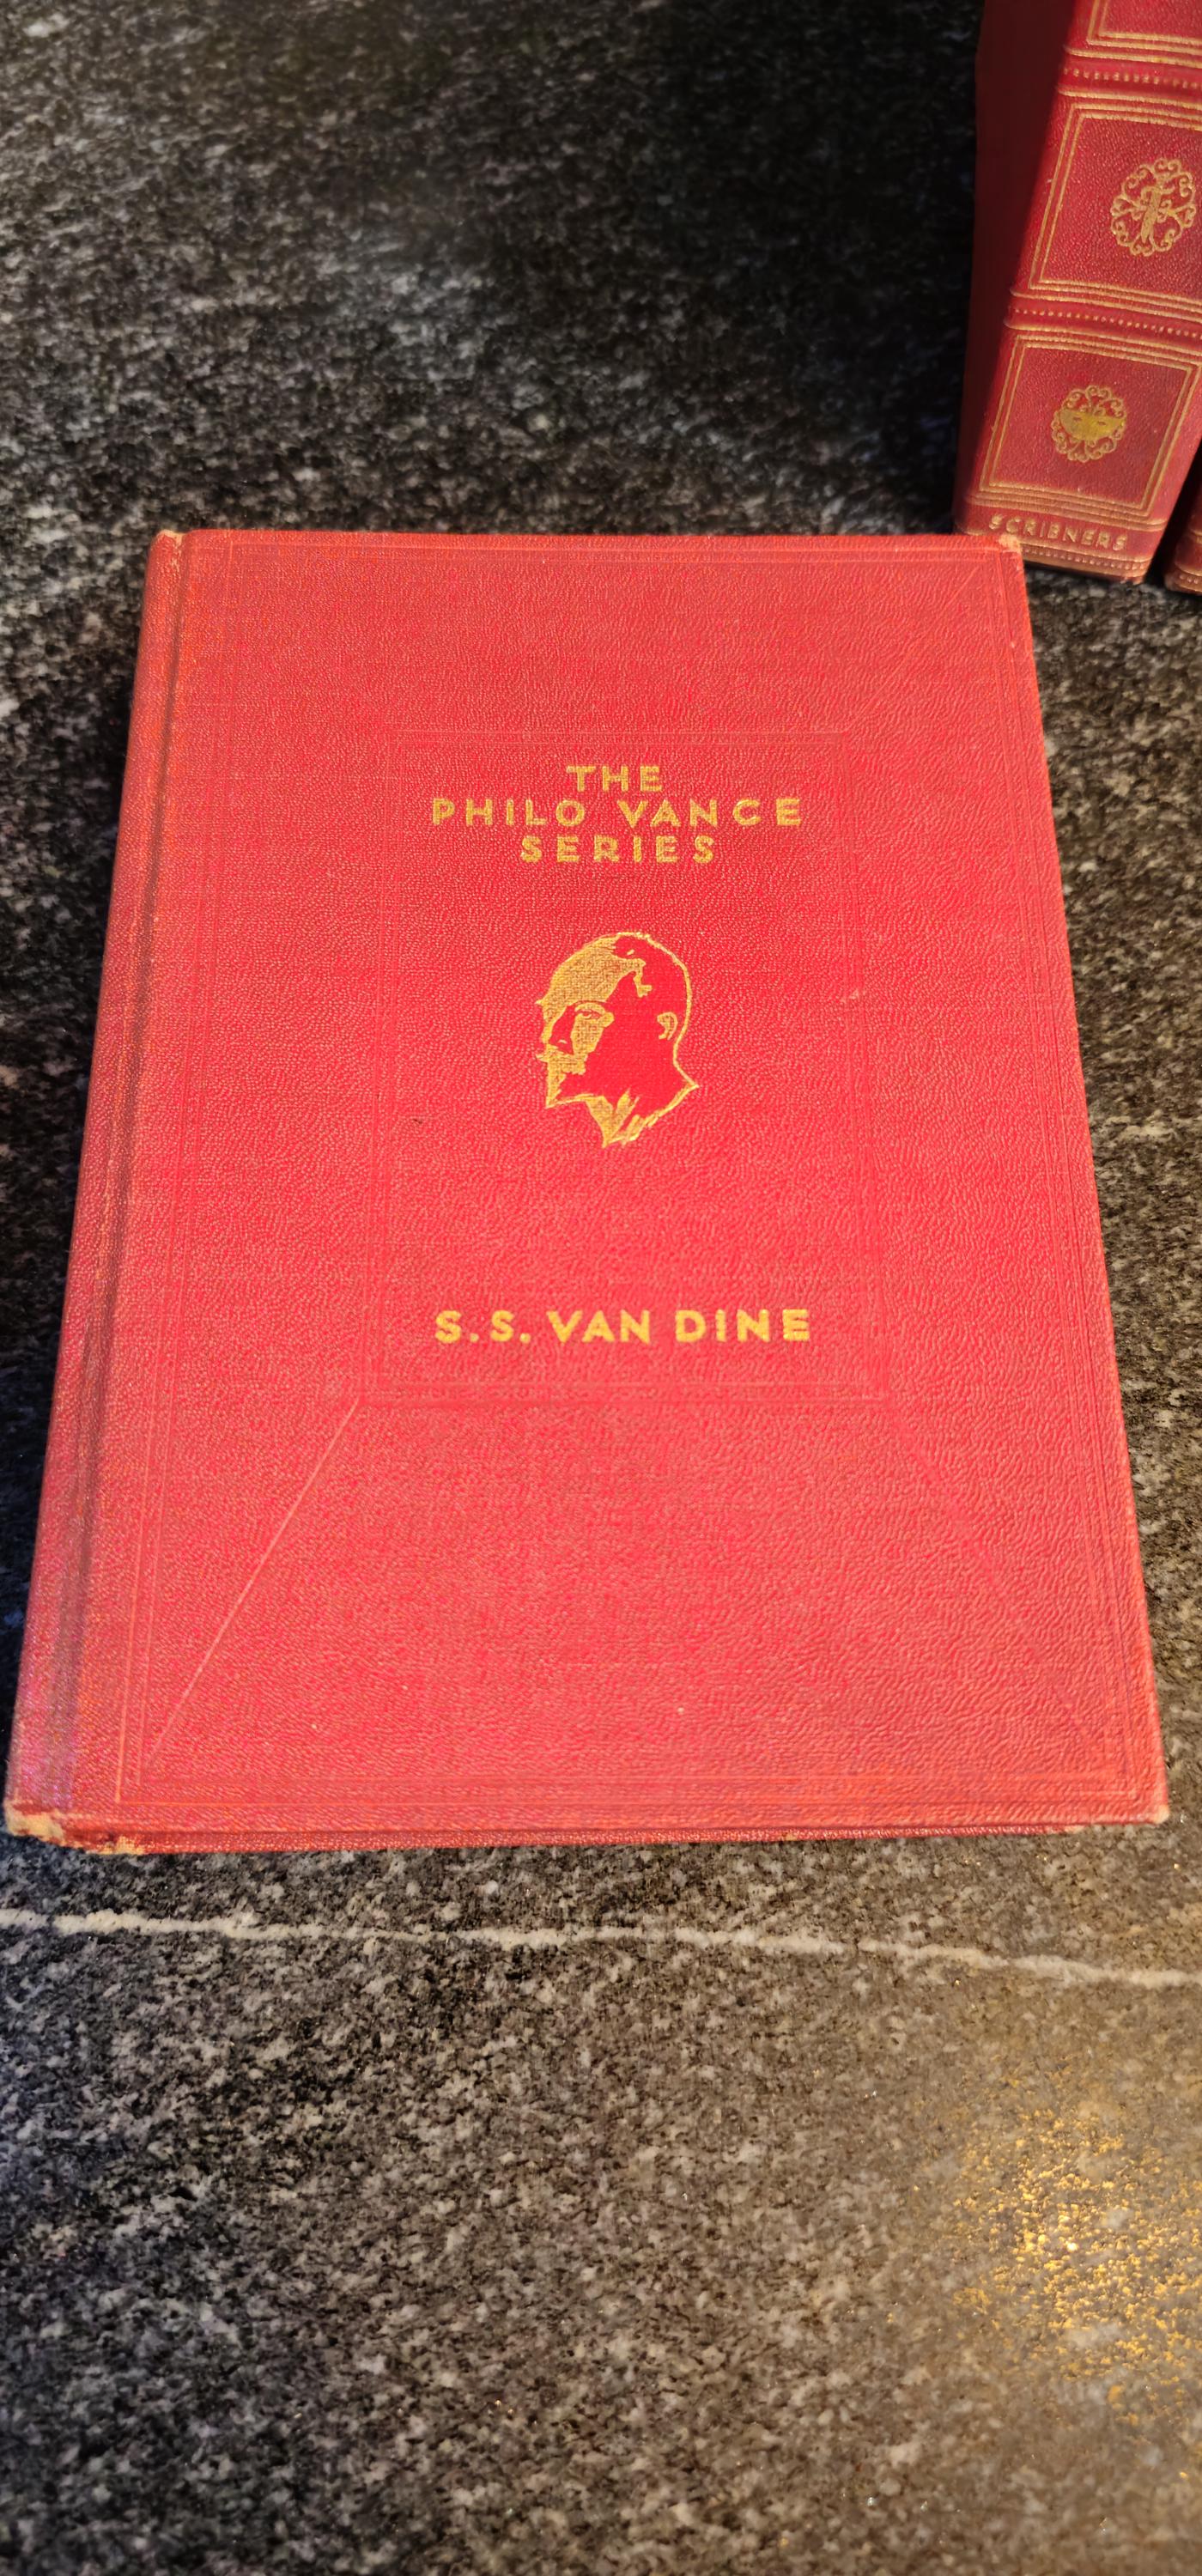 THE
PHILO VANCE
SERIES
S.S. VAN DINE
SCRIBNERS